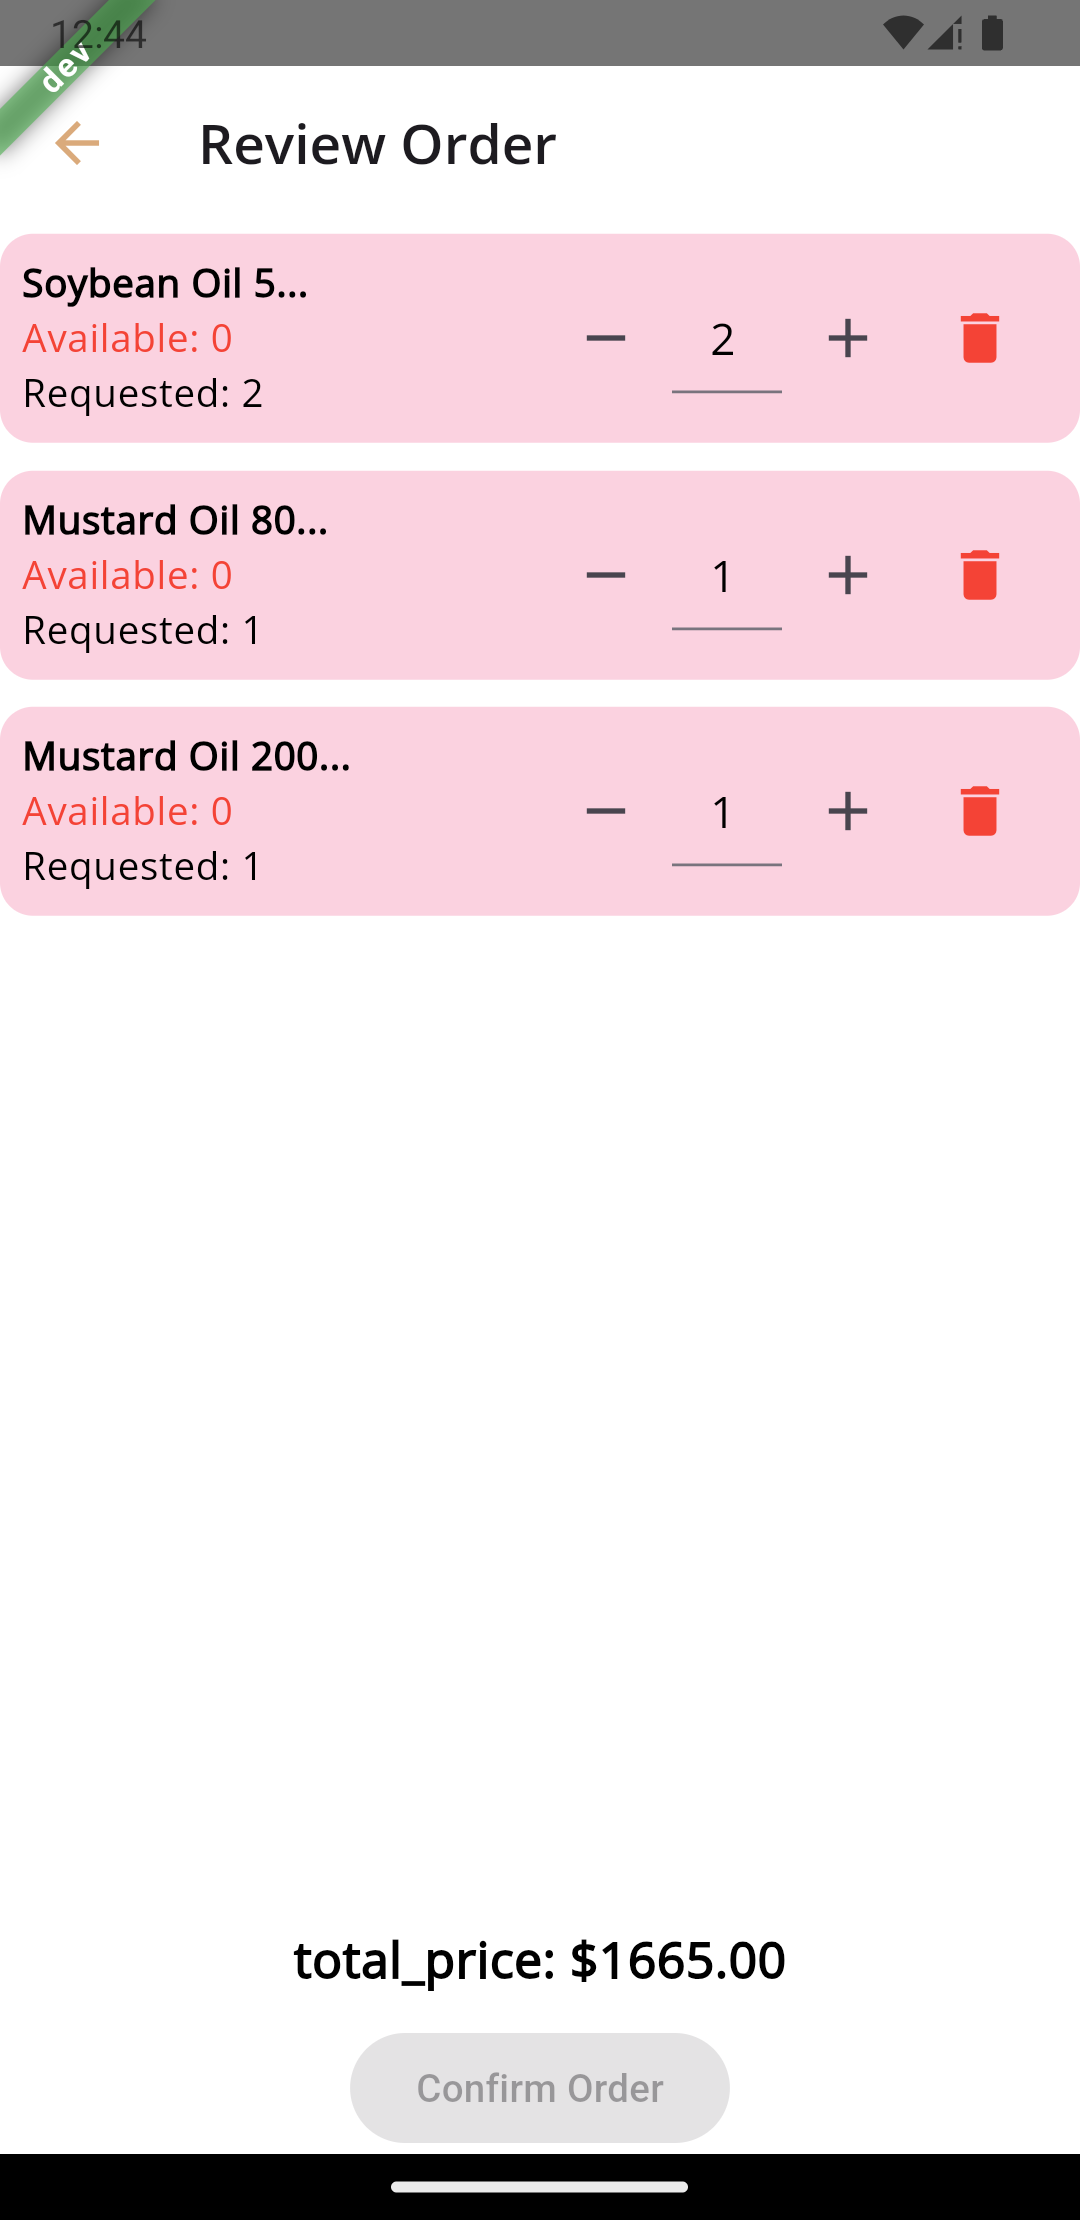 12:44
dev
Review Order
Soybean Oil 5...
Available: 0
Requested: 2
2
Mustard Oil 80...
Available: 0
Requested: 1
1
Mustard Oil 200...
Available: 0
Requested: 1
1
total_price: $1665.00
Confirm Order